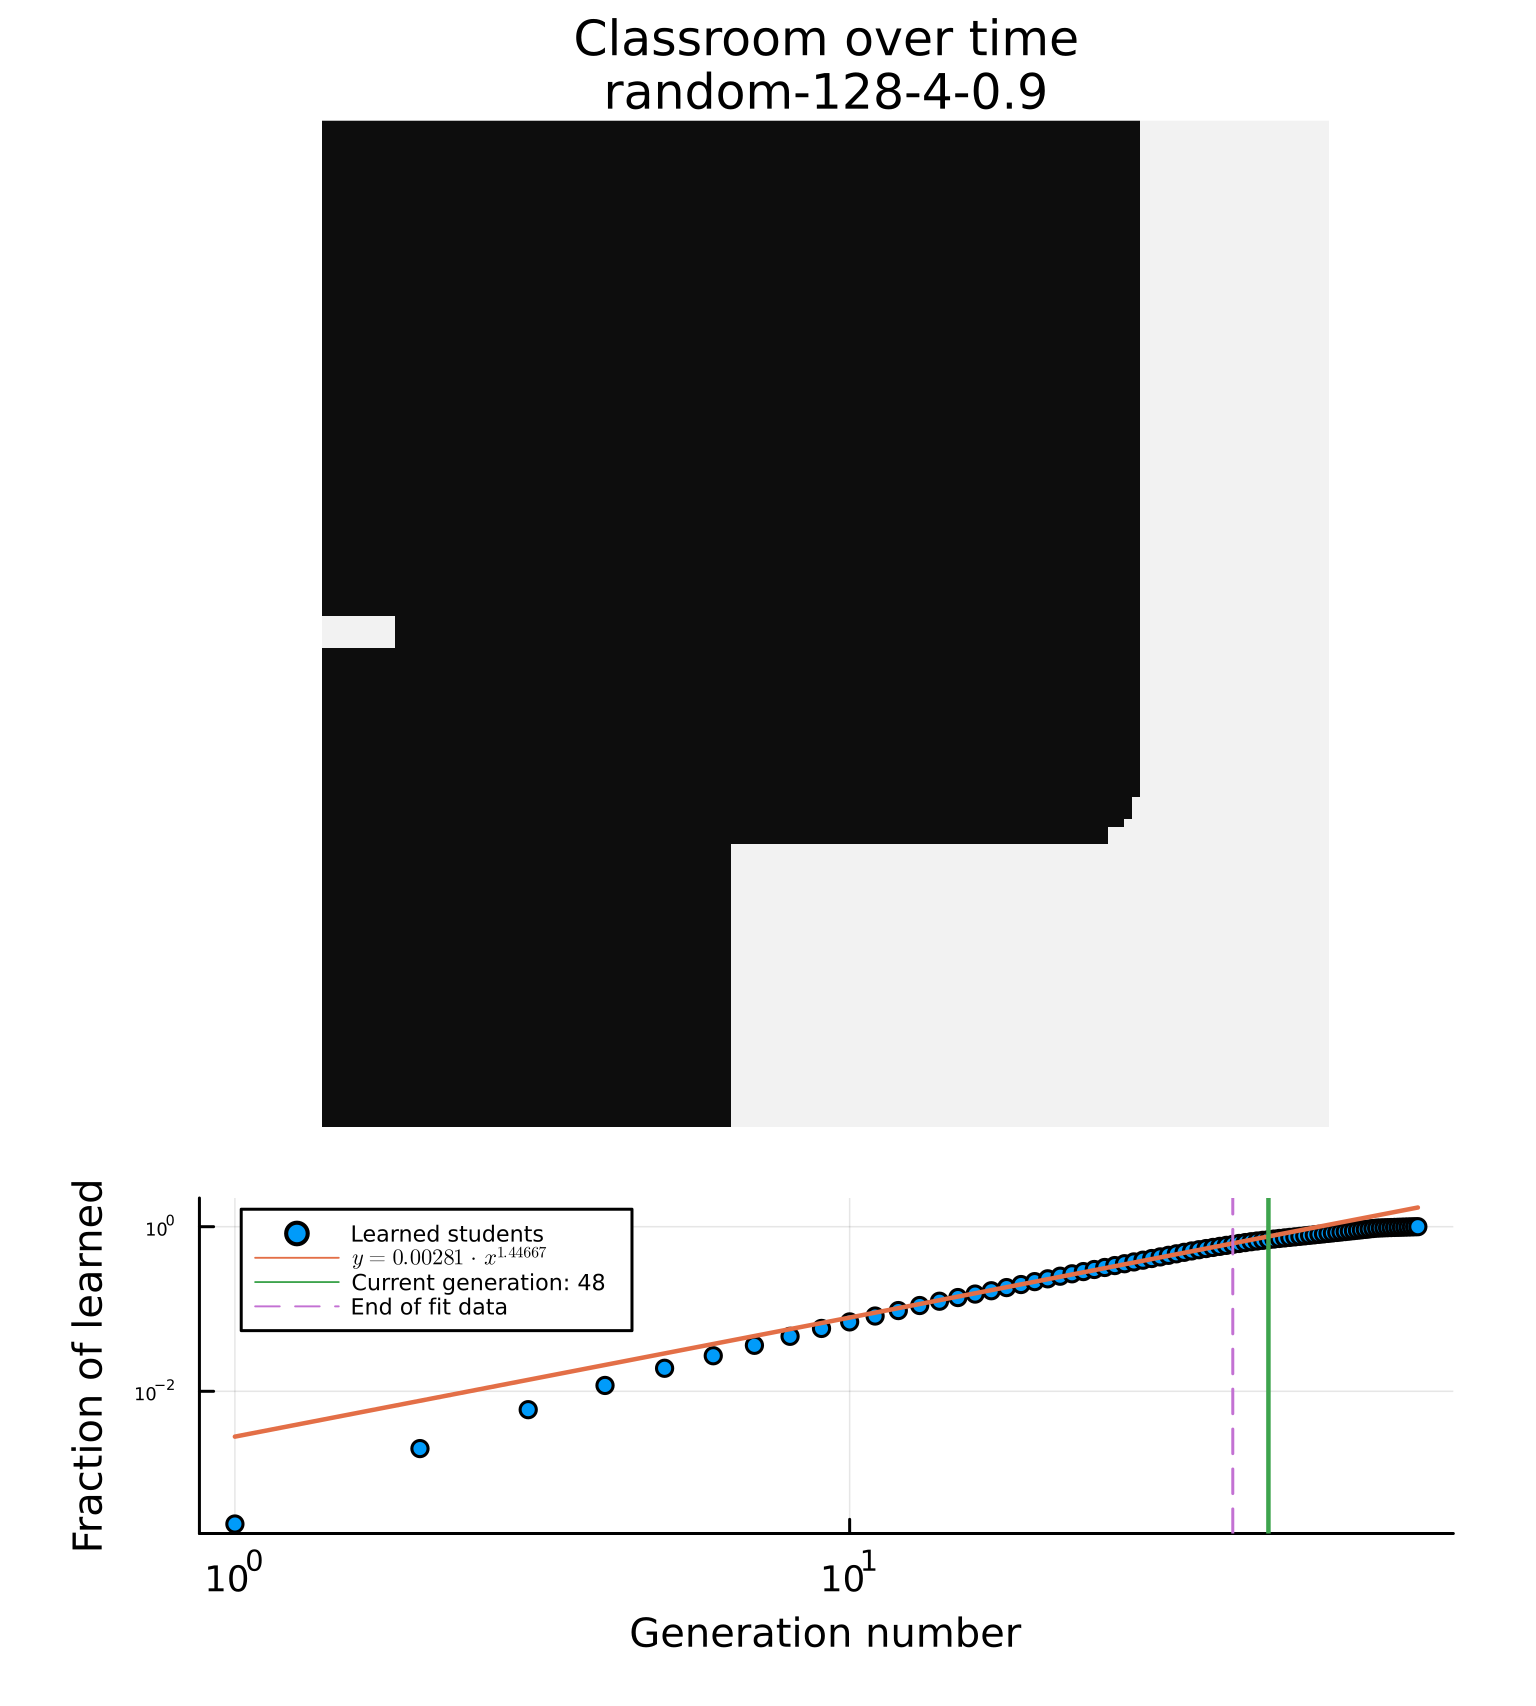 Classroom over time
random-128-4-0.9
Fraction of learned
10^0
10^−2
Learned students
y = 0.00281 · x^1.44667
Current generation: 48
End of fit data
10^0
10^1
Generation number